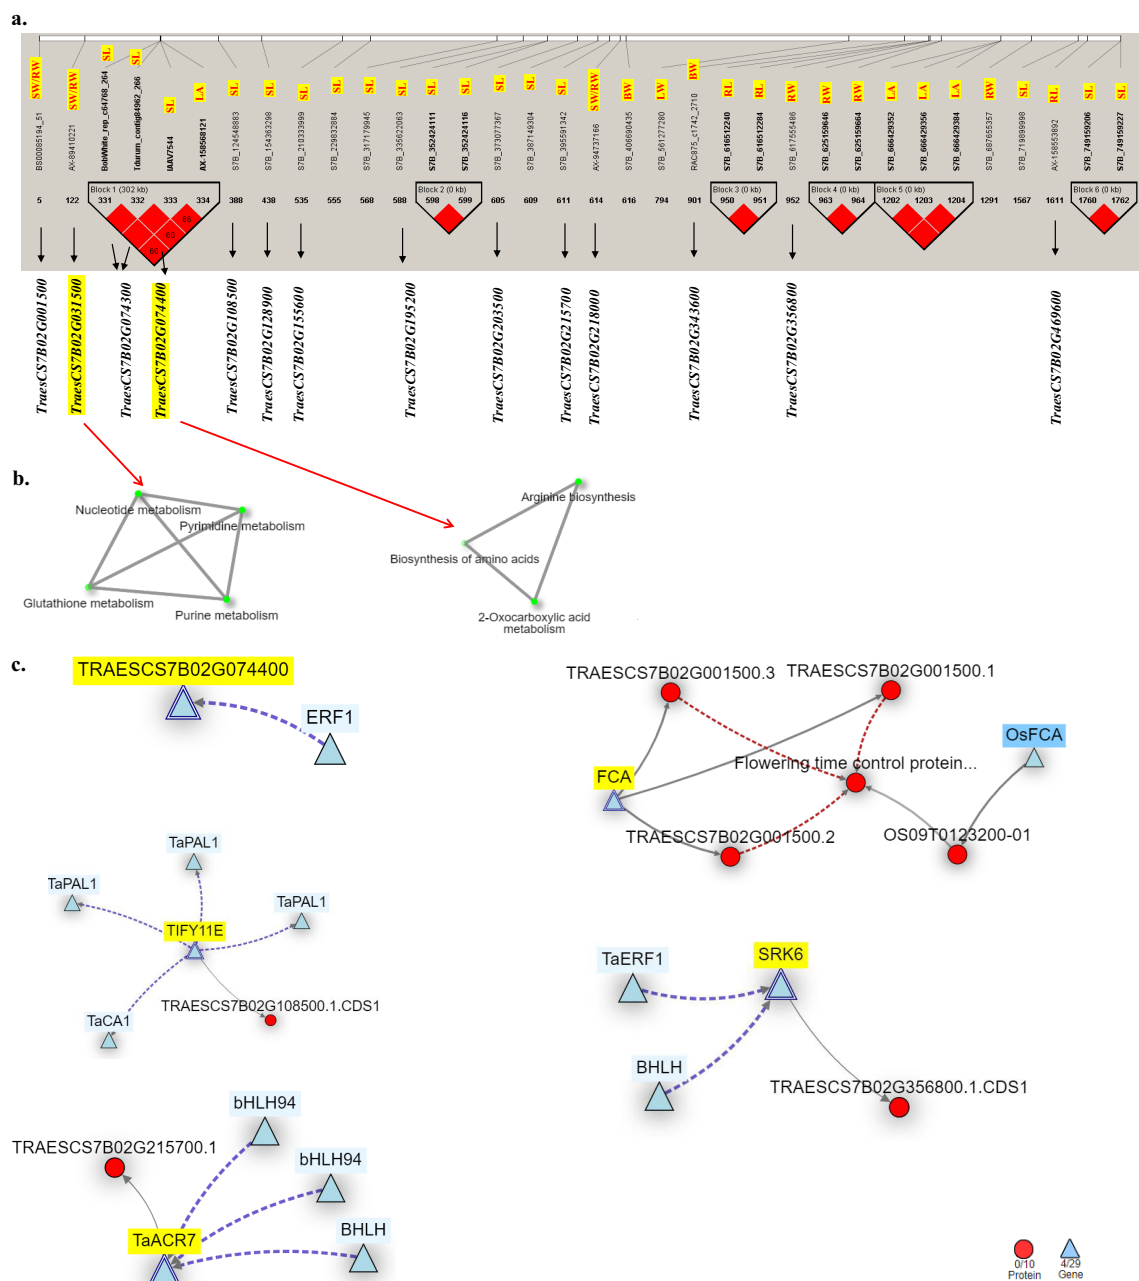 a.
SW/RW
SW/RW
SL
SL
SL
LA
SL
SL
SL
SL
SL
SL
SL
SL
SL
SL
SL
SW/RW
BW
LW
BW
RL
RL
RW
RW
RW
LA
LA
LA
RW
SL
RL
SL
SL
BS00085194_51
AX-89410221
BobWhite_rep_c64768_264
Tdurum_contig84962_266
IAAV7544
AX-158568121
S7B_124548883
S7B_154363298
S7B_210333999
S7B_229832884
S7B_317179945
S7B_335622063
S7B_352424111
S7B_352424116
S7B_373077367
S7B_387149304
S7B_395591342
AX-94737166
S7B_406690435
S7B_561277280
RAC875_c1742_2710
S7B_616512240
S7B_616512284
S7B_617555486
S7B_625159646
S7B_625159664
S7B_666429352
S7B_666429356
S7B_666429384
S7B_687655357
S7B_719899998
AX-158553892
S7B_749159206
S7B_749159227
Block 1 (302 kb)
Block 2 (0 kb)
Block 3 (0 kb)
Block 4 (0 kb)
Block 5 (0 kb)
Block 6 (0 kb)
5 122 331 332 333 334 388 438 535 555 568 588 598 599 605 609 611 614 616 794 901 950 951 952 963 964 1202 1203 1204 1291 1567 1611 1760 1762
65
60
60
TraesCS7B02G001500
TraesCS7B02G031500
TraesCS7B02G074300
TraesCS7B02G074400
TraesCS7B02G108500
TraesCS7B02G128900
TraesCS7B02G155600
TraesCS7B02G195200
TraesCS7B02G203500
TraesCS7B02G215700
TraesCS7B02G218000
TraesCS7B02G343600
TraesCS7B02G356800
TraesCS7B02G469600
b.
Nucleotide metabolism
Pyrimidine metabolism
Glutathione metabolism
Purine metabolism
Arginine biosynthesis
Biosynthesis of amino acids
2-Oxocarboxylic acid
metabolism
c.
TRAESCS7B02G074400
ERF1
TRAESCS7B02G001500.3
TRAESCS7B02G001500.1
OsFCA
FCA
Flowering time control protein...
TRAESCS7B02G001500.2
OS09T0123200-01
TaPAL1
TaPAL1
TaPAL1
TIFY11E
TRAESCS7B02G108500.1.CDS1
TaCA1
TaERF1
SRK6
BHLH
TRAESCS7B02G356800.1.CDS1
bHLH94
TRAESCS7B02G215700.1
bHLH94
BHLH
TaACR7
0/10
Protein
4/29
Gene